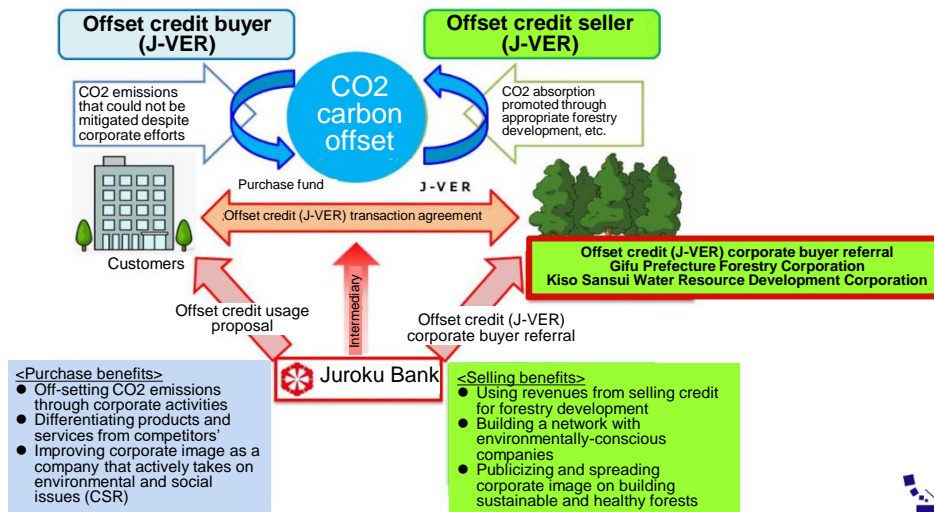 Offset credit buyer
(J-VER)
Offset credit seller
(J-VER)
CO2 emissions
that could not be
mitigated despite
corporate efforts
CO2
carbon
offset
CO2 absorption
promoted through
appropriate forestry
development, etc.
Purchase fund
J-VER
Offset credit (J-VER) transaction agreement
Customers
Offset credit (J-VER) corporate buyer referral
Gifu Prefecture Forestry Corporation
Kiso Sansui Water Resource Development Corporation
Offset credit usage
proposal
Intermediary
Offset credit (J-VER)
corporate buyer referral
Juroku Bank
<Purchase benefits>
● Off-setting CO2 emissions
through corporate activities
● Differentiating products and
services from competitors’
● Improving corporate image as a
company that actively takes on
environmental and social
issues (CSR)
<Selling benefits>
● Using revenues from selling credit
for forestry development
● Building a network with
environmentally-conscious
companies
● Publicizing and spreading
corporate image on building
sustainable and healthy forests